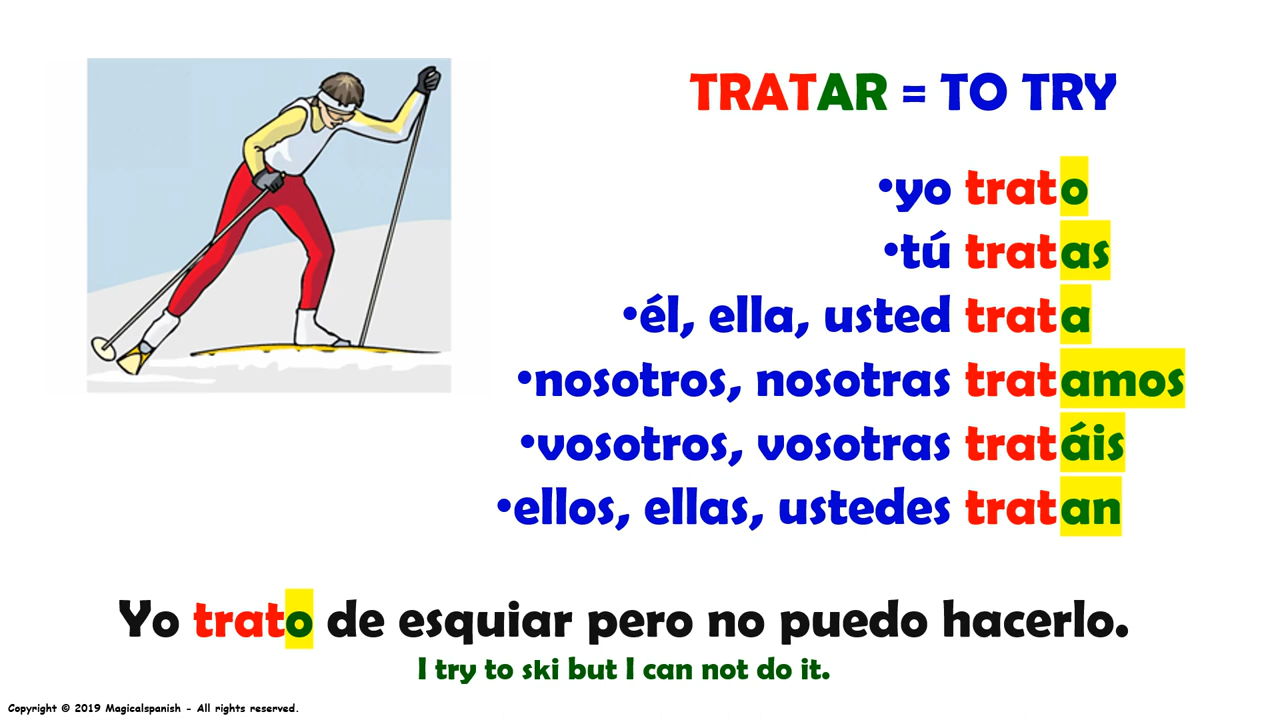 TRATAR = TO TRY
•yo trato
•tú tratas
•él, ella, usted trata
•nosotros, nosotras tratamos
•vosotros, vosotras tratáis
•ellos, ellas, ustedes tratan
Yo trato de esquiar pero no puedo hacerlo.
I try to ski but I can not do it.
Copyright © 2019 Magicalspanish - All rights reserved.